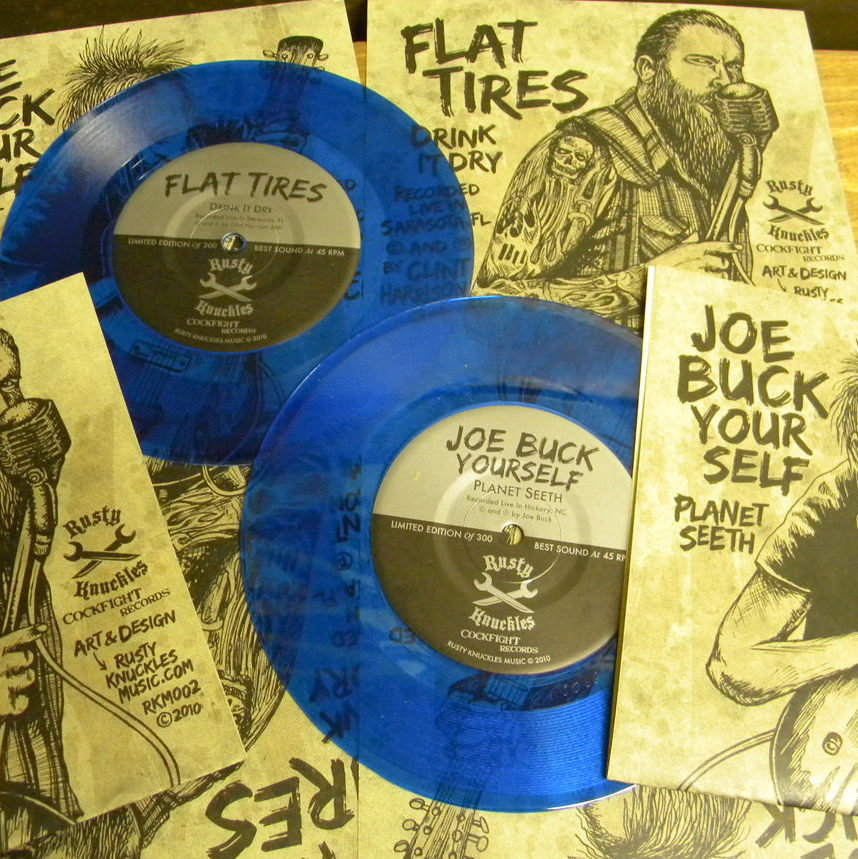 FLAT
TIRES
DRINK
IT DRY
RECORDED
LIVE IN
SARASOTA, FL
© AND ℗
BY CLINT
HARRISON
Rusty
Knuckles
COCKFIGHT
RECORDS
ART & DESIGN
RUSTY
FLAT TIRES
DRINK IT DRY
Recorded Live In Sarasota, FL
LIMITED EDITION of 300
BEST SOUND At 45 RPM
Rusty
Knuckles
COCKFIGHT
RECORDS
RUSTY KNUCKLES MUSIC © 2010
JOE BUCK
YOURSELF
PLANET SEETH
Recorded Live In Hickory, NC
© and ℗ by Joe Buck
LIMITED EDITION of 300
BEST SOUND At 45 RP
Rusty
Knuckles
COCKFIGHT
RECORDS
RUSTY KNUCKLES MUSIC © 2010
JOE
BUCK
YOUR
SELF
PLANET
SEETH
Rusty
Knuckles
COCKFIGHT
RECORDS
ART & DESIGN
RUSTY
KNUCKLES
MUSIC.COM
RKM002
©2010